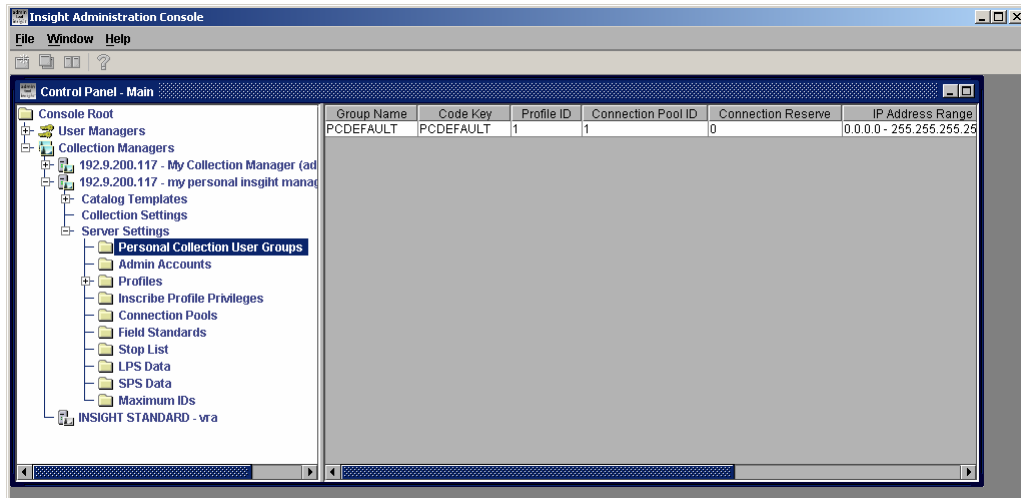 Insight Administration Console
File Window Help
Control Panel - Main
Console Root
User Managers
Collection Managers
192.9.200.117 - My Collection Manager (ad
192.9.200.117 - my personal insgiht manag
Catalog Templates
Collection Settings
Server Settings
Personal Collection User Groups
Admin Accounts
Profiles
Inscribe Profile Privileges
Connection Pools
Field Standards
Stop List
LPS Data
SPS Data
Maximum IDs
INSIGHT STANDARD - vra
Group Name Code Key Profile ID Connection Pool ID Connection Reserve IP Address Range
PCDEFAULT PCDEFAULT 1 1 0 0.0.0.0 - 255.255.255.25